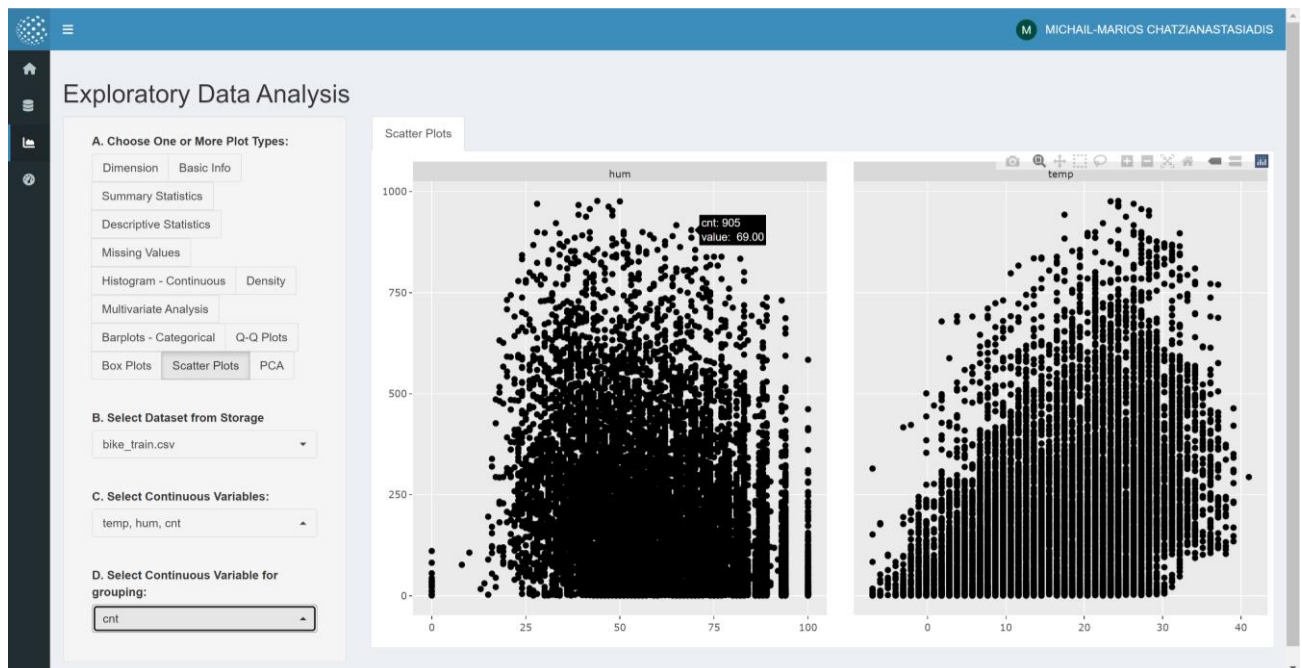 M MICHAIL-MARIOS CHATZIANASTASIADIS
Exploratory Data Analysis
A. Choose One or More Plot Types:
Dimension Basic Info
Summary Statistics
Descriptive Statistics
Missing Values
Histogram - Continuous Density
Multivariate Analysis
Barplots - Categorical Q-Q Plots
Box Plots Scatter Plots PCA
B. Select Dataset from Storage
bike_train.csv
C. Select Continuous Variables:
temp, hum, cnt
D. Select Continuous Variable for
grouping:
cnt
Scatter Plots
hum temp
1000
cnt: 905
value: 69.00
750
500
250
0
0 25 50 75 100 0 10 20 30 40